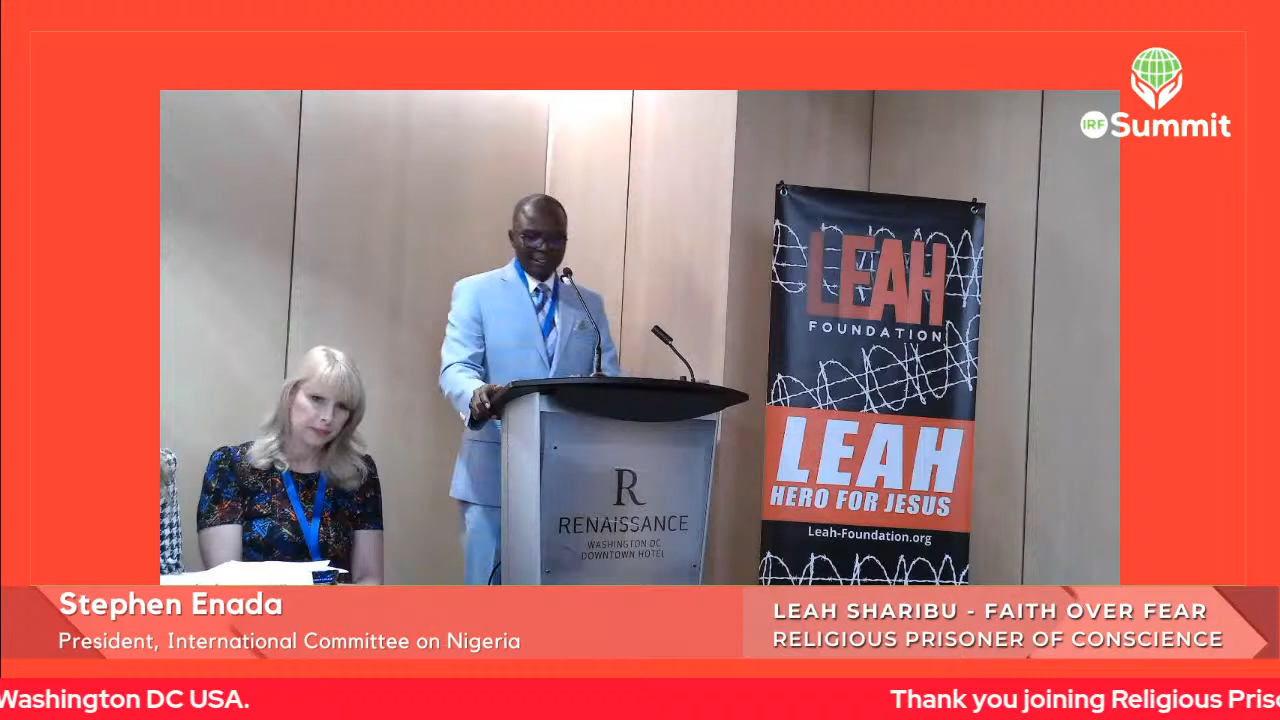 IRF Summit
LEAH
FOUNDATION
LEAH
HERO FOR JESUS
Leah-Foundation.org
R
RENAISSANCE
WASHINGTON DC
DOWNTOWN HOTEL
Stephen Enada
President, International Committee on Nigeria
LEAH SHARIBU - FAITH OVER FEAR
RELIGIOUS PRISONER OF CONSCIENCE
Washington DC USA.
Thank you joining Religious Priso